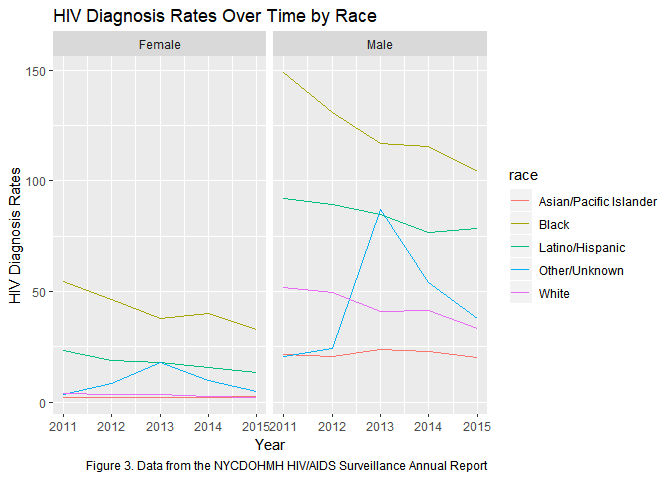 HIV Diagnosis Rates Over Time by Race
Female
Male
150
100
50
0
HIV Diagnosis Rates
2011 2012 2013 2014 2015
2011 2012 2013 2014 2015
Year
race
Asian/Pacific Islander
Black
Latino/Hispanic
Other/Unknown
White
Figure 3. Data from the NYCDOHMH HIV/AIDS Surveillance Annual Report